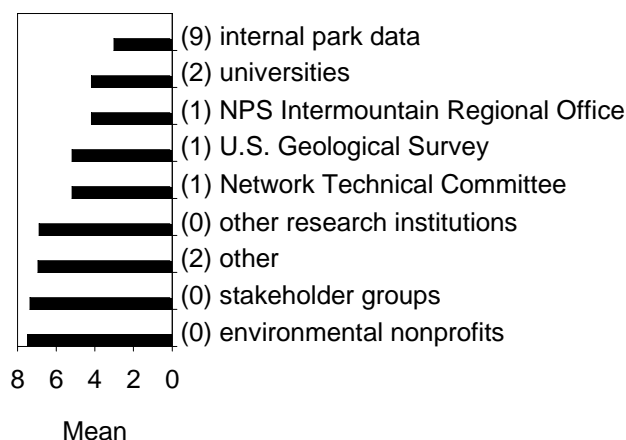 (9) internal park data
(2) universities
(1) NPS Intermountain Regional Office
(1) U.S. Geological Survey
(1) Network Technical Committee
(0) other research institutions
(2) other
(0) stakeholder groups
(0) environmental nonprofits
8 6 4 2 0
Mean